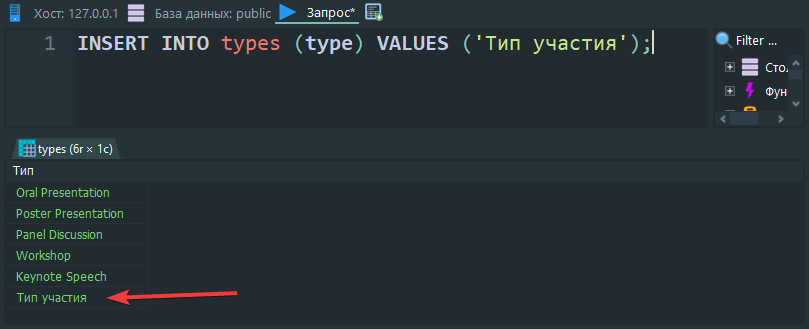 Хост: 127.0.0.1 База данных: public Запрос*
1 INSERT INTO types (type) VALUES ('Тип участия');
Filter ...
Сто
Фун
types (6r × 1c)
Тип
Oral Presentation
Poster Presentation
Panel Discussion
Workshop
Keynote Speech
Тип участия